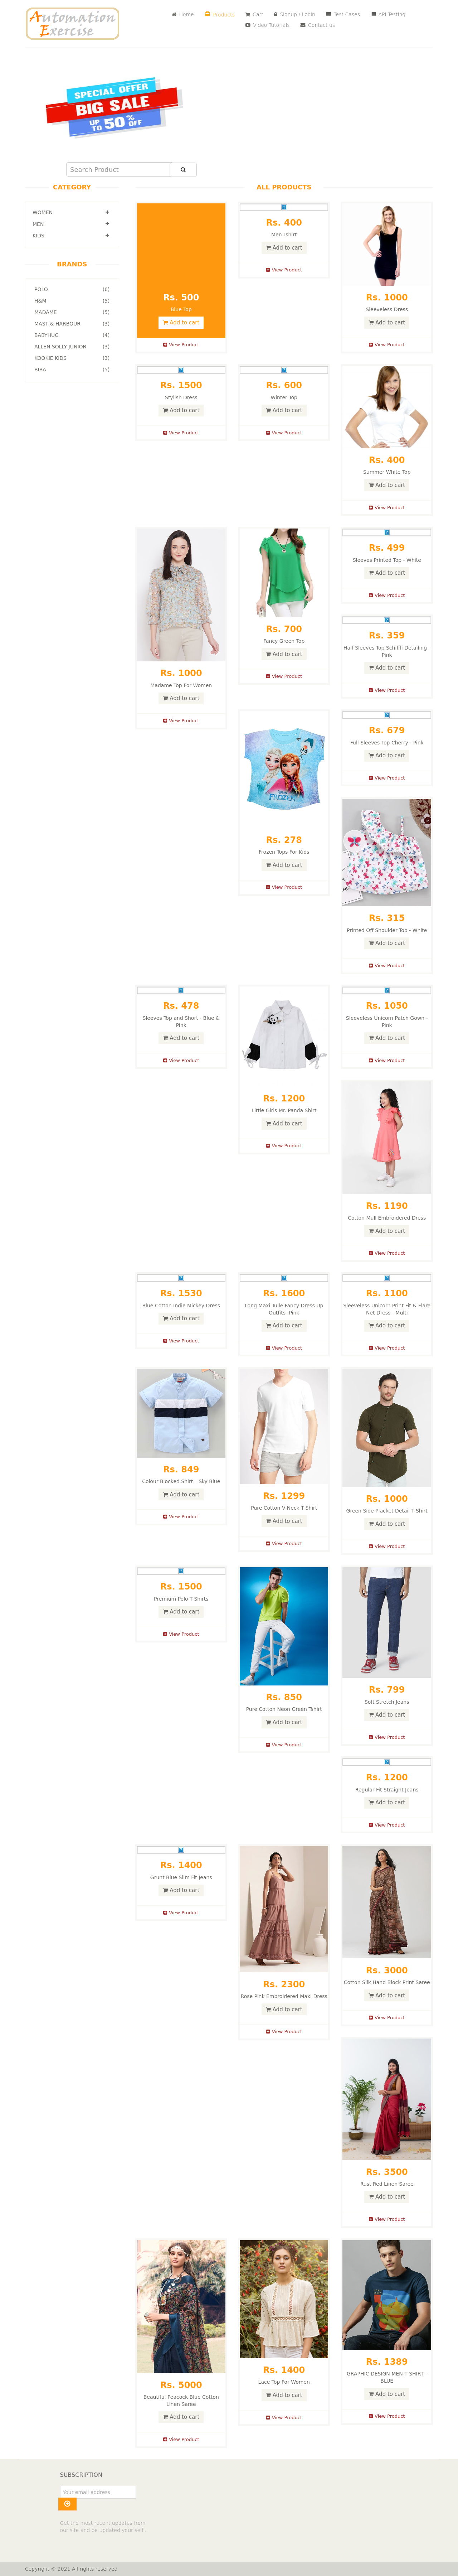 Automation
Exercise
Home
Products
Cart
Signup / Login
Test Cases
API Testing
Video Tutorials
Contact us
SPECIAL OFFER
BIG SALE
UP TO 50% OFF
Search Product
CATEGORY
WOMEN
MEN
KIDS
BRANDS
POLO (6)
H&M (5)
MADAME (5)
MAST & HARBOUR (3)
BABYHUG (4)
ALLEN SOLLY JUNIOR (3)
KOOKIE KIDS (3)
BIBA (5)
ALL PRODUCTS
Rs. 500
Blue Top
Add to cart
View Product
Rs. 400
Men Tshirt
Add to cart
View Product
Rs. 1000
Sleeveless Dress
Add to cart
View Product
Rs. 1500
Stylish Dress
Add to cart
View Product
Rs. 600
Winter Top
Add to cart
View Product
Rs. 400
Summer White Top
Add to cart
View Product
Rs. 1000
Madame Top For Women
Add to cart
View Product
Rs. 700
Fancy Green Top
Add to cart
View Product
Rs. 499
Sleeves Printed Top - White
Add to cart
View Product
Rs. 359
Half Sleeves Top Schiffli Detailing -
Pink
Add to cart
View Product
FROZEN
Rs. 278
Frozen Tops For Kids
Add to cart
View Product
Rs. 679
Full Sleeves Top Cherry - Pink
Add to cart
View Product
Rs. 315
Printed Off Shoulder Top - White
Add to cart
View Product
Rs. 478
Sleeves Top and Short - Blue &
Pink
Add to cart
View Product
Rs. 1200
Little Girls Mr. Panda Shirt
Add to cart
View Product
Rs. 1050
Sleeveless Unicorn Patch Gown -
Pink
Add to cart
View Product
Rs. 1190
Cotton Mull Embroidered Dress
Add to cart
View Product
Rs. 1530
Blue Cotton Indie Mickey Dress
Add to cart
View Product
Rs. 1600
Long Maxi Tulle Fancy Dress Up
Outfits -Pink
Add to cart
View Product
Rs. 1100
Sleeveless Unicorn Print Fit & Flare
Net Dress - Multi
Add to cart
View Product
Rs. 849
Colour Blocked Shirt – Sky Blue
Add to cart
View Product
Rs. 1299
Pure Cotton V-Neck T-Shirt
Add to cart
View Product
Rs. 1000
Green Side Placket Detail T-Shirt
Add to cart
View Product
Rs. 1500
Premium Polo T-Shirts
Add to cart
View Product
Rs. 850
Pure Cotton Neon Green Tshirt
Add to cart
View Product
Rs. 799
Soft Stretch Jeans
Add to cart
View Product
Rs. 1200
Regular Fit Straight Jeans
Add to cart
View Product
Rs. 1400
Grunt Blue Slim Fit Jeans
Add to cart
View Product
Rs. 2300
Rose Pink Embroidered Maxi Dress
Add to cart
View Product
Rs. 3000
Cotton Silk Hand Block Print Saree
Add to cart
View Product
Rs. 3500
Rust Red Linen Saree
Add to cart
View Product
Rs. 5000
Beautiful Peacock Blue Cotton
Linen Saree
Add to cart
View Product
Rs. 1400
Lace Top For Women
Add to cart
View Product
Rs. 1389
GRAPHIC DESIGN MEN T SHIRT -
BLUE
Add to cart
View Product
SUBSCRIPTION
Your email address
Get the most recent updates from
our site and be updated your self...
Copyright © 2021 All rights reserved